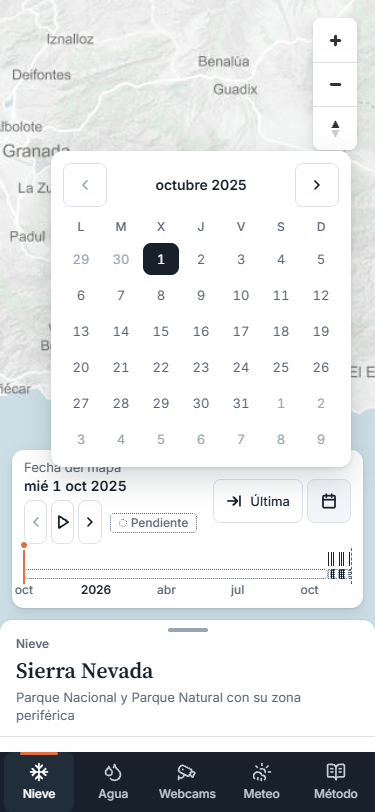 Iznalloz
Benalúa
Deifontes
Guadix
Granada
La Zu
Padul
octubre 2025
L M X J V S D
29 30 1 2 3 4 5
6 7 8 9 10 11 12
13 14 15 16 17 18 19
20 21 22 23 24 25 26
27 28 29 30 31 1 2
3 4 5 6 7 8 9
El E
Fecha del mapa
mié 1 oct 2025
Última
Pendiente
oct 2026 abr jul oct
Nieve
Sierra Nevada
Parque Nacional y Parque Natural con su zona
periférica
Nieve Agua Webcams Meteo Método